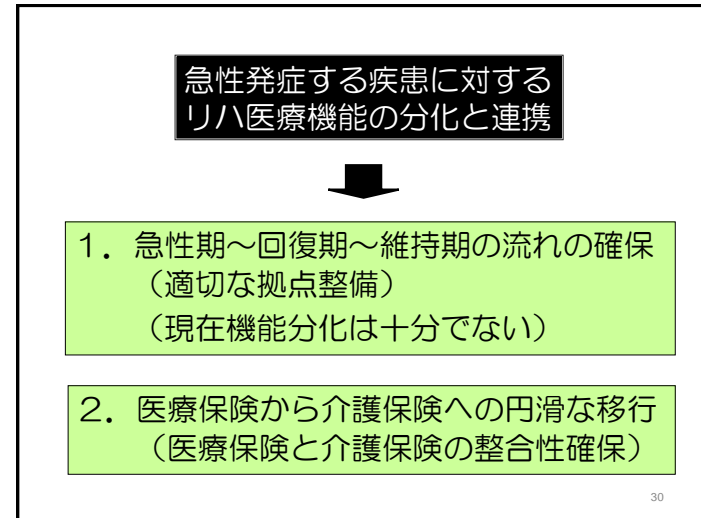 急性発症する疾患に対する
リハ医療機能の分化と連携
１．急性期～回復期～維持期の流れの確保
（適切な拠点整備）
（現在機能分化は十分でない）
２．医療保険から介護保険への円滑な移行
（医療保険と介護保険の整合性確保）
30